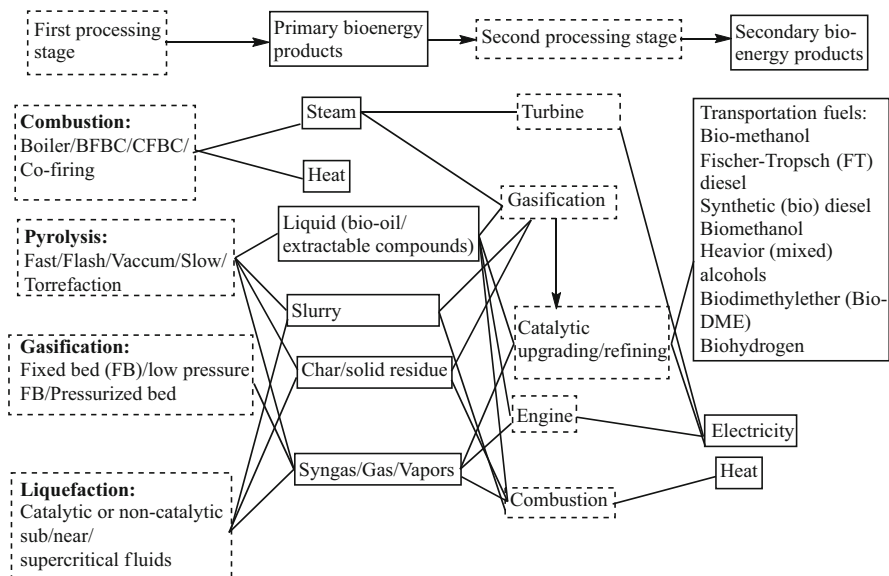 First processing
stage
Primary bioenergy
products
Second processing stage
Secondary bio-
energy products
Combustion:
Boiler/BFBC/CFBC/
Co-firing
Pyrolysis:
Fast/Flash/Vaccum/Slow/
Torrefaction
Gasification:
Fixed bed (FB)/low pressure
FB/Pressurized bed
Liquefaction:
Catalytic or non-catalytic
sub/near/
supercritical fluids
Steam
Heat
Liquid (bio-oil/
extractable compounds)
Slurry
Char/solid residue
Syngas/Gas/Vapors
Turbine
Gasification
Catalytic
upgrading/refining
Engine
Combustion
Transportation fuels:
Bio-methanol
Fischer-Tropsch (FT)
diesel
Synthetic (bio) diesel
Biomethanol
Heavior (mixed)
alcohols
Biodimethylether (Bio-
DME)
Biohydrogen
Electricity
Heat